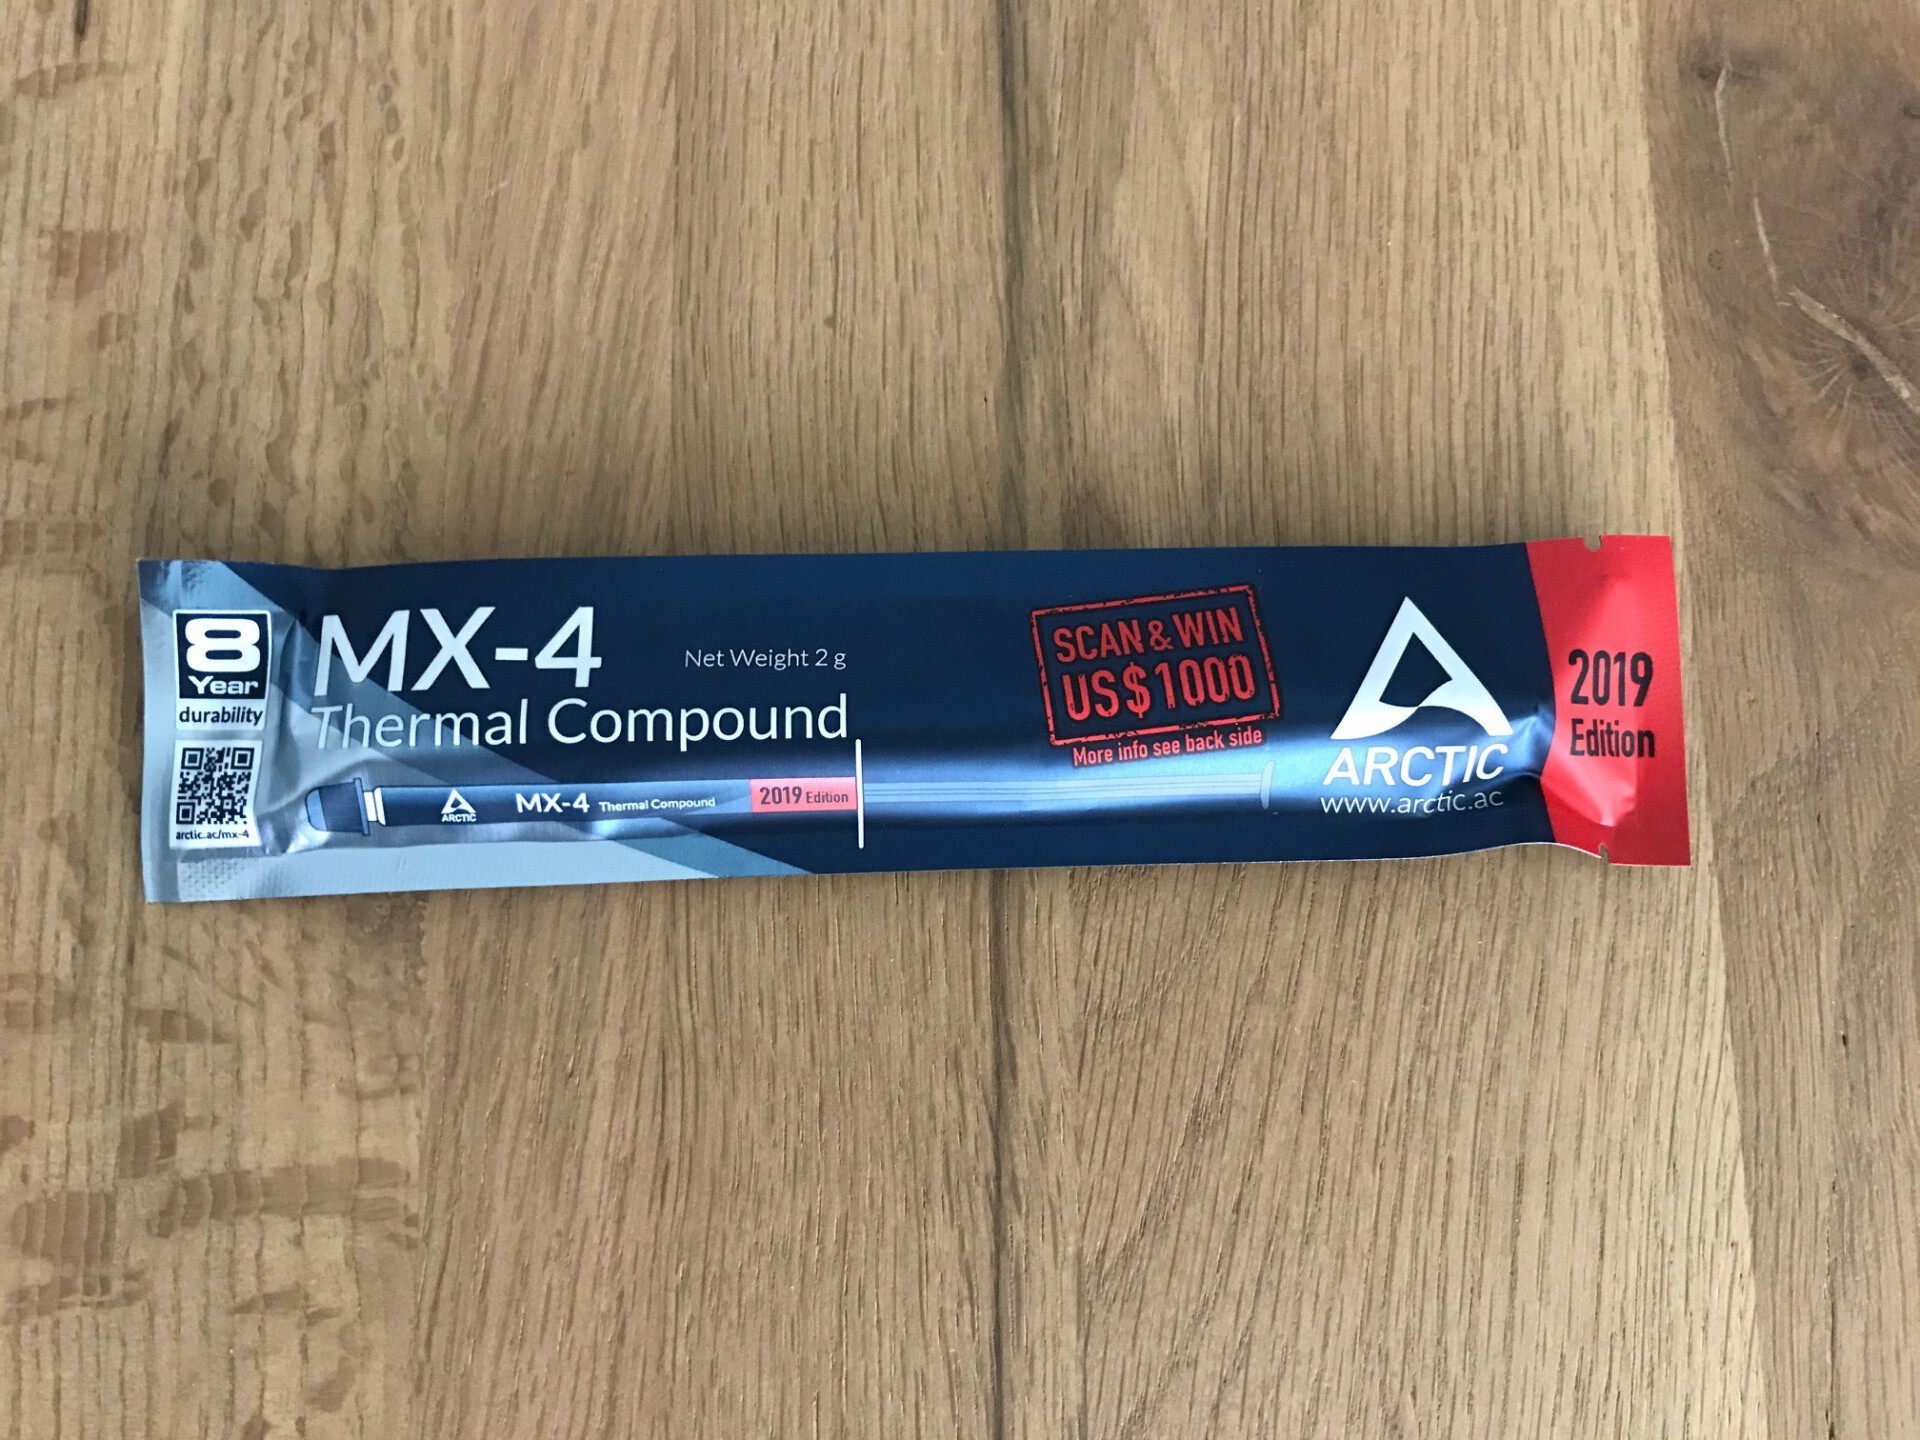 8
Year
durability
arctic.ac/mx-4
MX-4
Net Weight 2 g
Thermal Compound
ARCTIC
MX-4 Thermal Compound
2019 Edition
SCAN & WIN
US$1000
More info see back side
ARCTIC
www.arctic.ac
2019
Edition